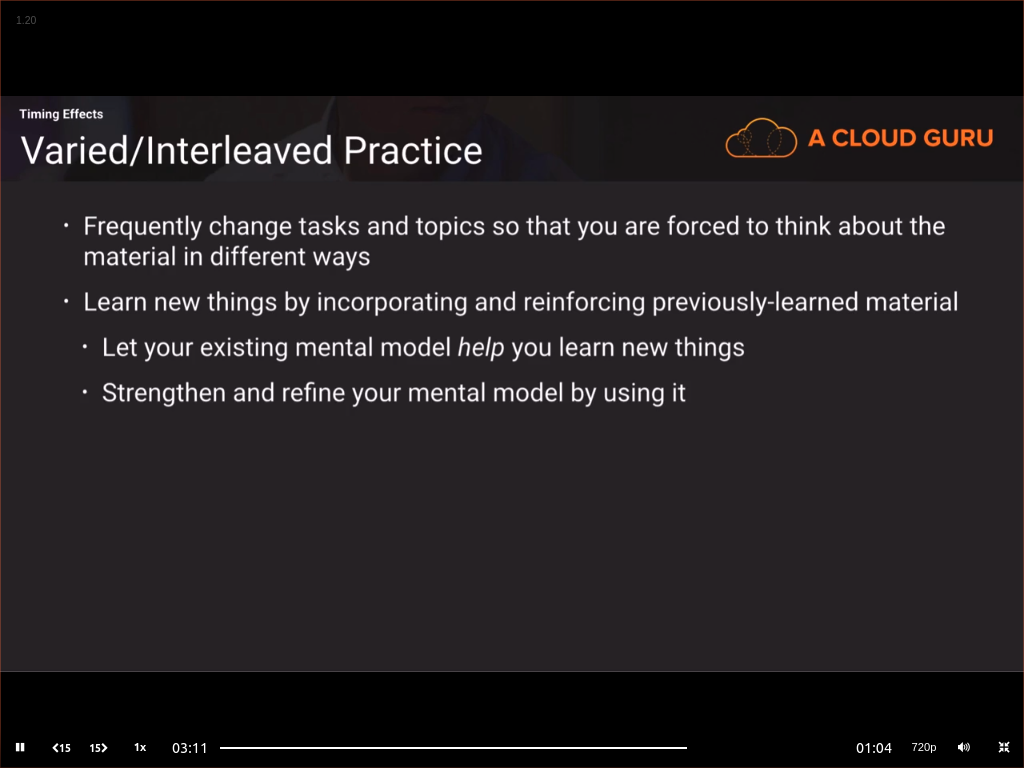 1.20
Timing Effects
Varied/Interleaved Practice
A CLOUD GURU
• Frequently change tasks and topics so that you are forced to think about the
material in different ways
• Learn new things by incorporating and reinforcing previously-learned material
• Let your existing mental model help you learn new things
• Strengthen and refine your mental model by using it
15 15 1x 03:11 01:04 720p